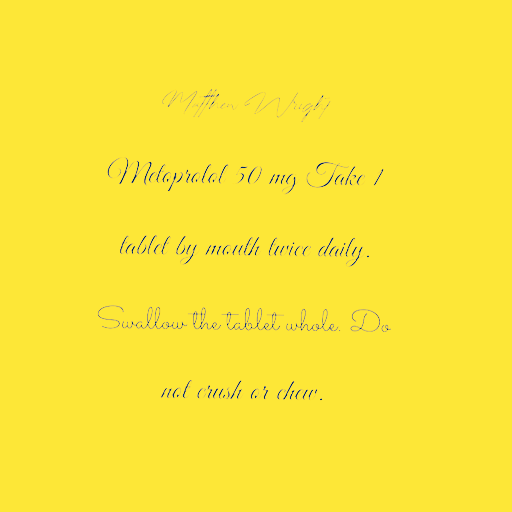 Matthew Wright
Metoprolol 50 mg Take 1
tablet by mouth twice daily.
Swallow the tablet whole. Do
not crush or chew.